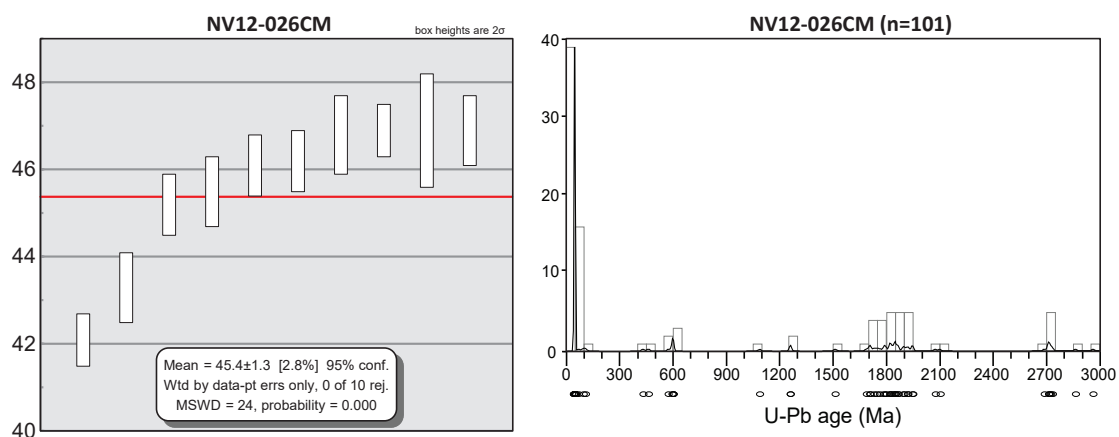 NV12-026CM
box heights are 2σ
48
46
44
42
40
Mean = 45.4±1.3 [2.8%] 95% conf.
Wtd by data-pt errs only, 0 of 10 rej.
MSWD = 24, probability = 0.000
NV12-026CM (n=101)
40
30
20
10
0
0 300 600 900 1200 1500 1800 2100 2400 2700 3000
U-Pb age (Ma)